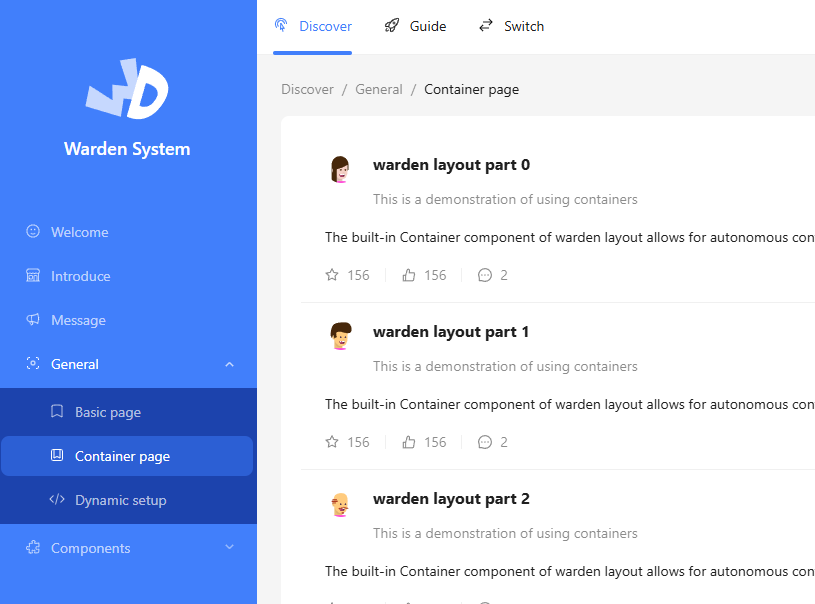 Discover Guide Switch
Warden System
Welcome
Introduce
Message
General
Basic page
Container page
Dynamic setup
Components
Discover / General / Container page
warden layout part 0
This is a demonstration of using containers
The built-in Container component of warden layout allows for autonomous con
156 156 2
warden layout part 1
This is a demonstration of using containers
The built-in Container component of warden layout allows for autonomous con
156 156 2
warden layout part 2
This is a demonstration of using containers
The built-in Container component of warden layout allows for autonomous con